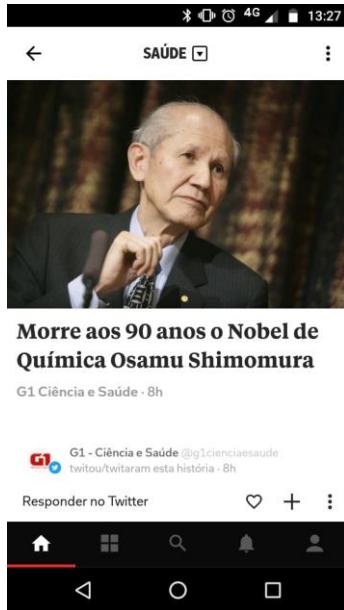 4G 13:27
SAÚDE
Morre aos 90 anos o Nobel de
Química Osamu Shimomura
G1 Ciência e Saúde · 8h
G1
G1 - Ciência e Saúde @g1cienciaesaude
twitou/twitaram esta história · 8h
Responder no Twitter